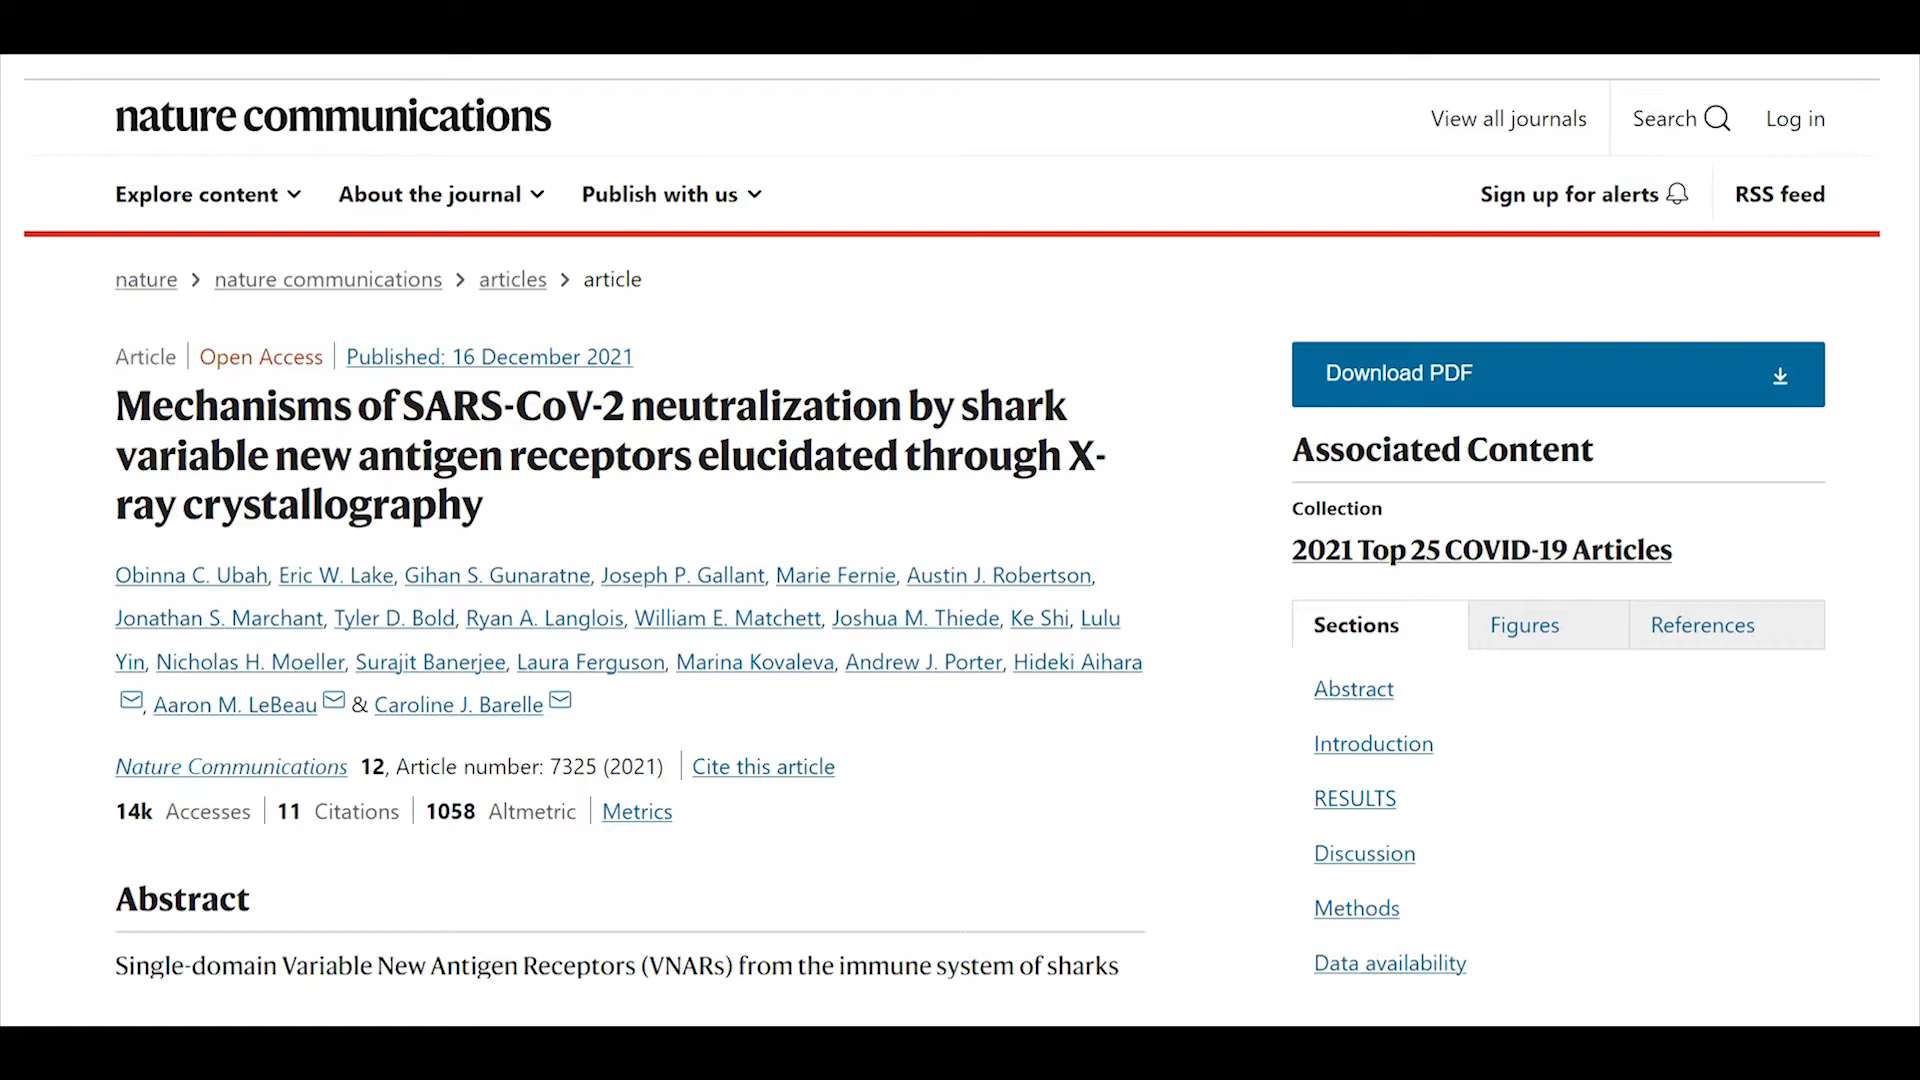 nature communications
View all journals
Search
Log in
Explore content
About the journal
Publish with us
Sign up for alerts
RSS feed
nature > nature communications > articles > article
Article | Open Access | Published: 16 December 2021
Mechanisms of SARS-CoV-2 neutralization by shark
variable new antigen receptors elucidated through X-
ray crystallography
Obinna C. Ubah, Eric W. Lake, Gihan S. Gunaratne, Joseph P. Gallant, Marie Fernie, Austin J. Robertson,
Jonathan S. Marchant, Tyler D. Bold, Ryan A. Langlois, William E. Matchett, Joshua M. Thiede, Ke Shi, Lulu
Yin, Nicholas H. Moeller, Surajit Banerjee, Laura Ferguson, Marina Kovaleva, Andrew J. Porter, Hideki Aihara
, Aaron M. LeBeau & Caroline J. Barelle
Nature Communications 12, Article number: 7325 (2021) | Cite this article
14k Accesses | 11 Citations | 1058 Altmetric | Metrics
Abstract
Single-domain Variable New Antigen Receptors (VNARs) from the immune system of sharks
Download PDF
Associated Content
Collection
2021 Top 25 COVID-19 Articles
Sections
Figures
References
Abstract
Introduction
RESULTS
Discussion
Methods
Data availability